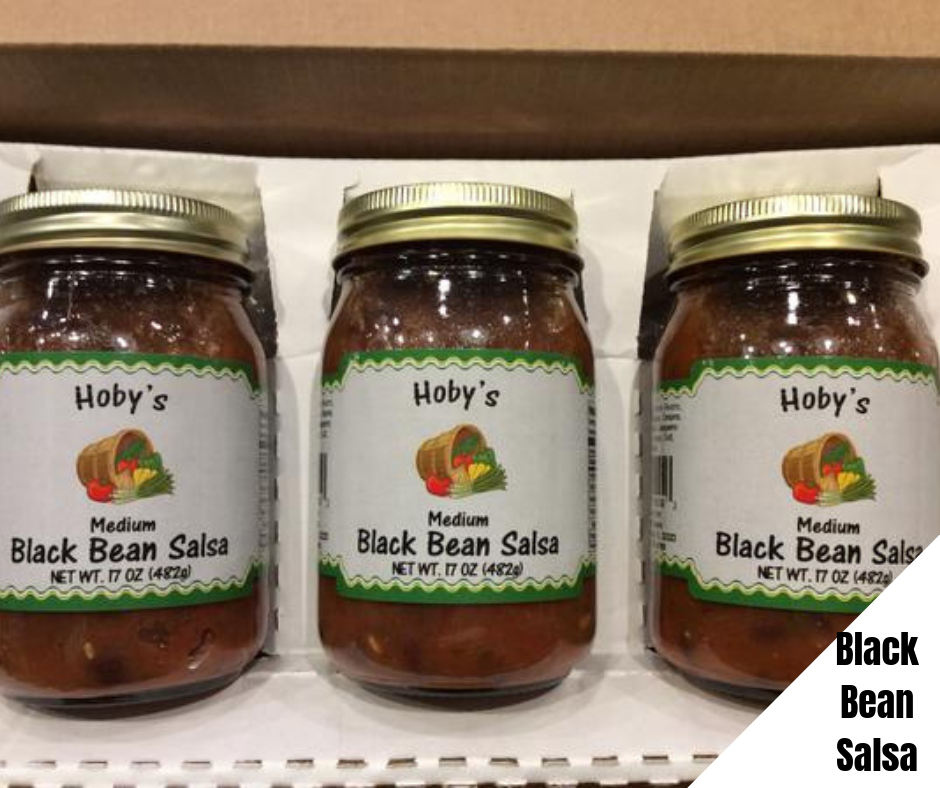 Hoby's
Medium
Black Bean Salsa
NET WT. 17 OZ (482g)
Hoby's
Medium
Black Bean Salsa
NET WT. 17 OZ (482g)
Hoby's
Medium
Black Bean Salsa
NET WT. 17 OZ (482g)
Black
Bean
Salsa